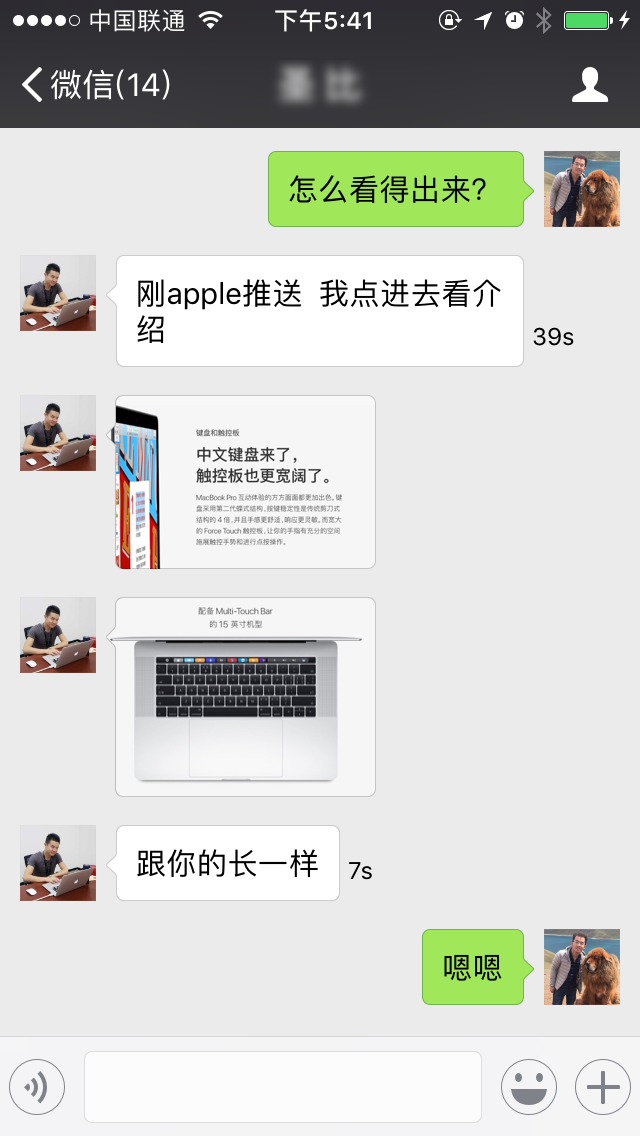 中国联通
下午5:41
微信(14)
怎么看得出来?
刚apple推送 我点进去看介
绍
39s
键盘和触控板
中文键盘来了，
触控板也更宽阔了。
MacBook Pro 互动体验的方方面面都更加出色。键
盘采用第二代蝶式结构，按键稳定性是传统剪刀式
结构的 4 倍，并且手感更舒适，响应更灵敏。而宽大
的 Force Touch 触控板，让你的手指有充分的空间
施展触控手势和进行点按操作。
配备 Multi-Touch Bar
的 15 英寸机型
跟你的长一样
7s
嗯嗯